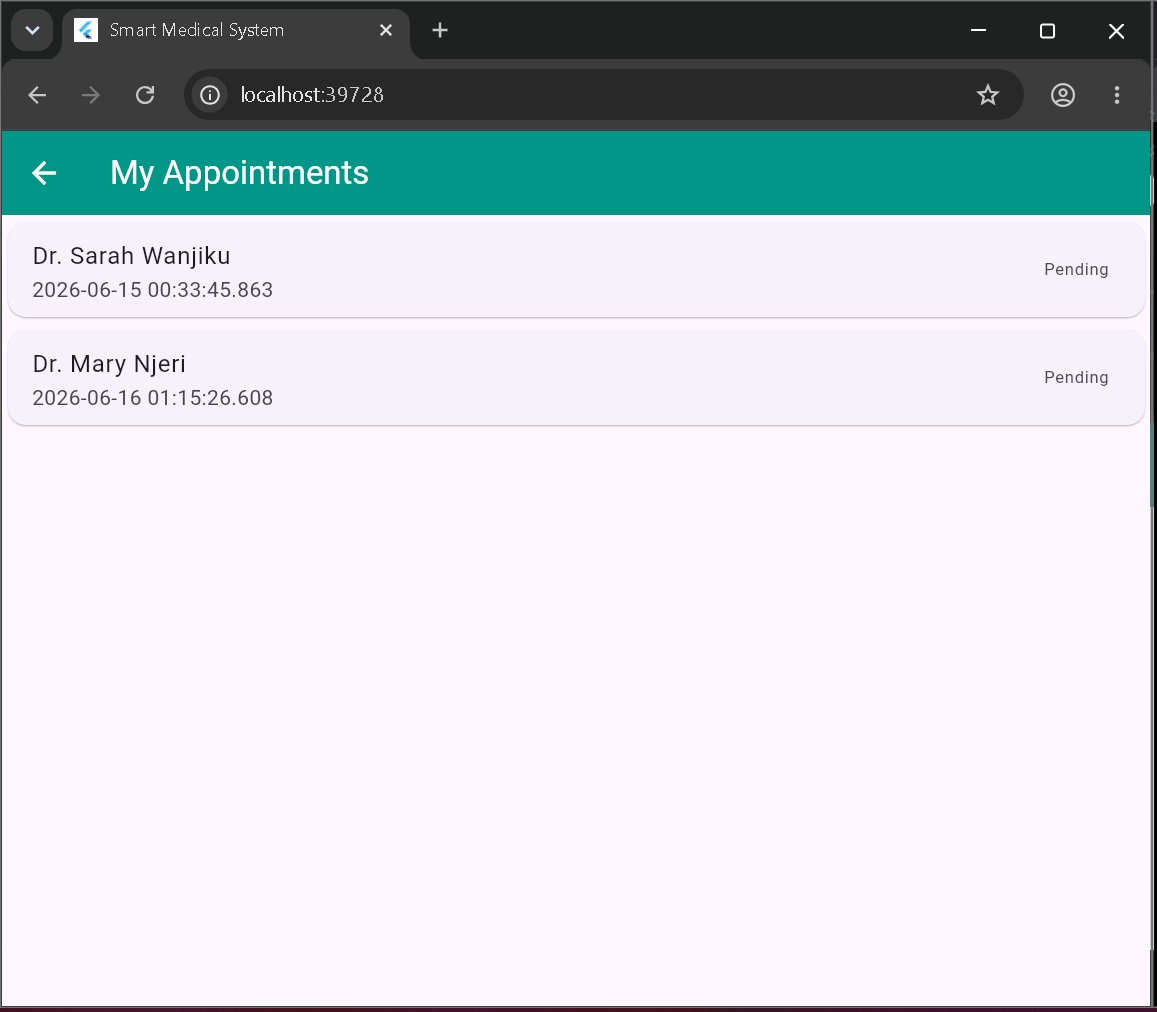 Smart Medical System
localhost:39728
My Appointments
Dr. Sarah Wanjiku
2026-06-15 00:33:45.863
Pending
Dr. Mary Njeri
2026-06-16 01:15:26.608
Pending